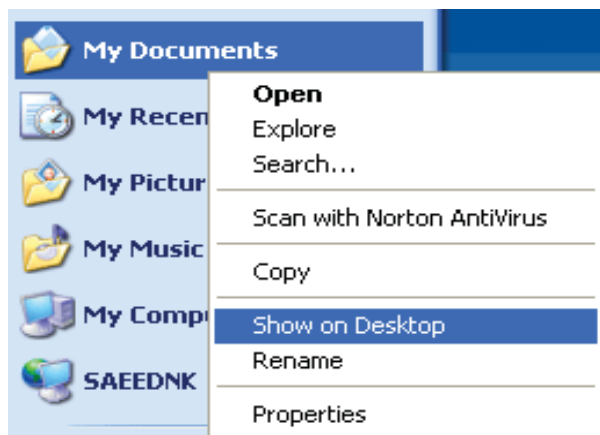 My Documents
Open
My Recen
Explore
Search...
My Pictur
Scan with Norton AntiVirus
My Music
Copy
My Comp
Show on Desktop
Rename
SAEEDNK
Properties